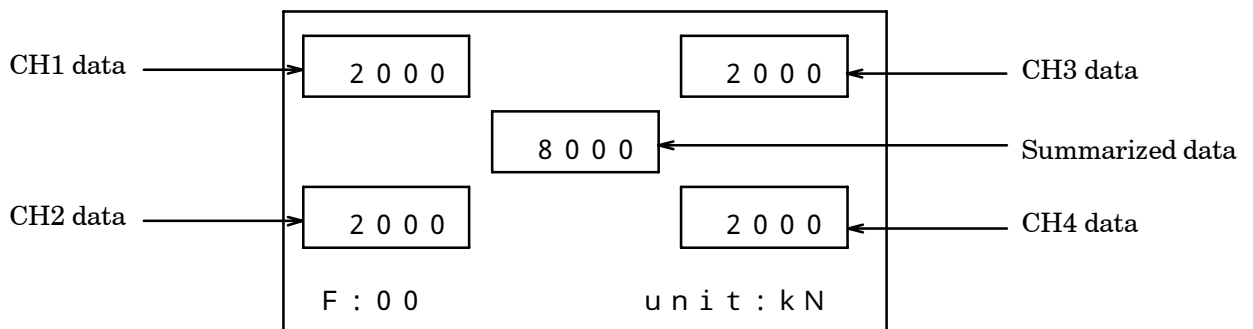 CH1 data 2000 2000 CH3 data
8000 Summarized data
CH2 data 2000 2000 CH4 data
F:00 unit:kN